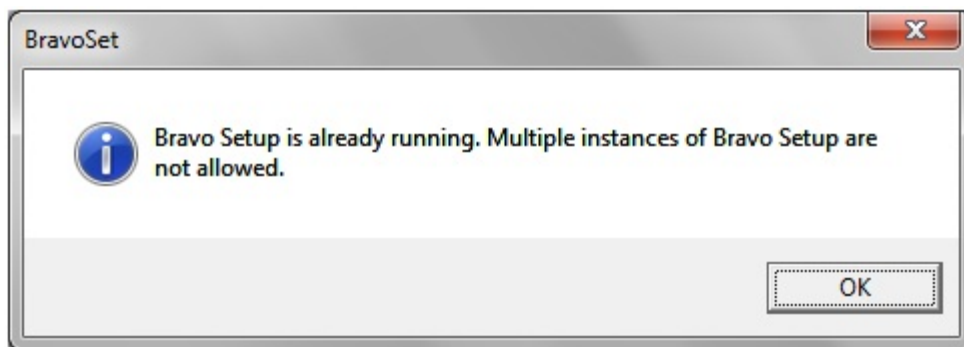 BravoSet
Bravo Setup is already running. Multiple instances of Bravo Setup are
not allowed.
OK